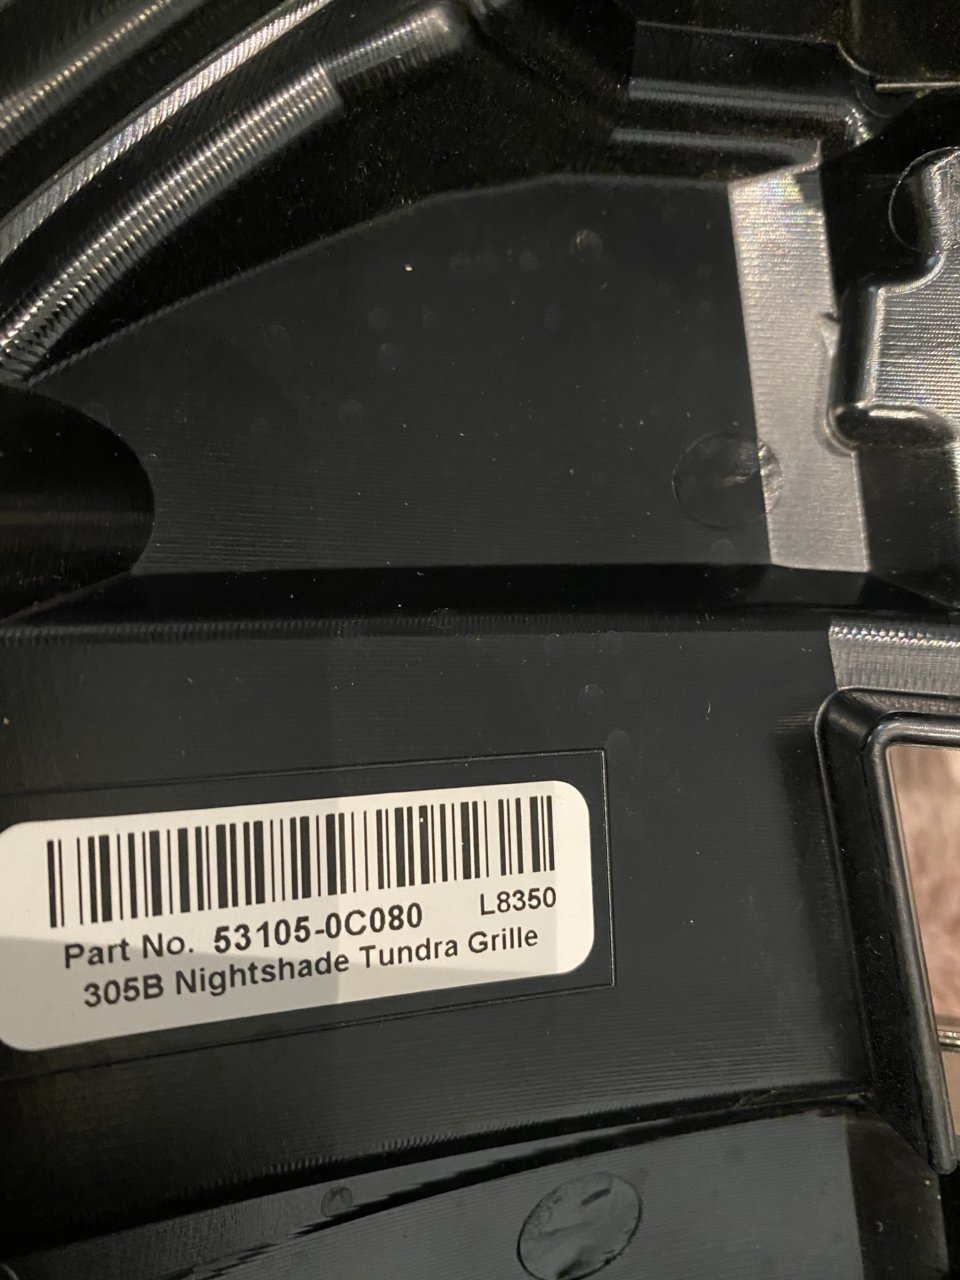 Part No. 53105-0C080 L8350
305B Nightshade Tundra Grille